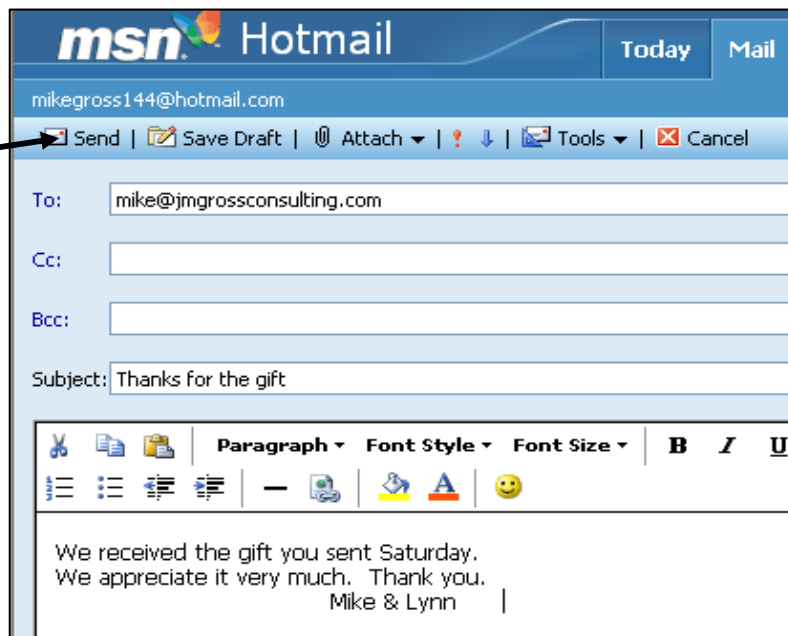 msn Hotmail Today Mail
mikegross144@hotmail.com
Send | Save Draft | Attach | | Tools | Cancel
To: mike@jmgrossconsulting.com
Cc:
Bcc:
Subject: Thanks for the gift
Paragraph Font Style Font Size B I U
We received the gift you sent Saturday.
We appreciate it very much. Thank you.
Mike & Lynn